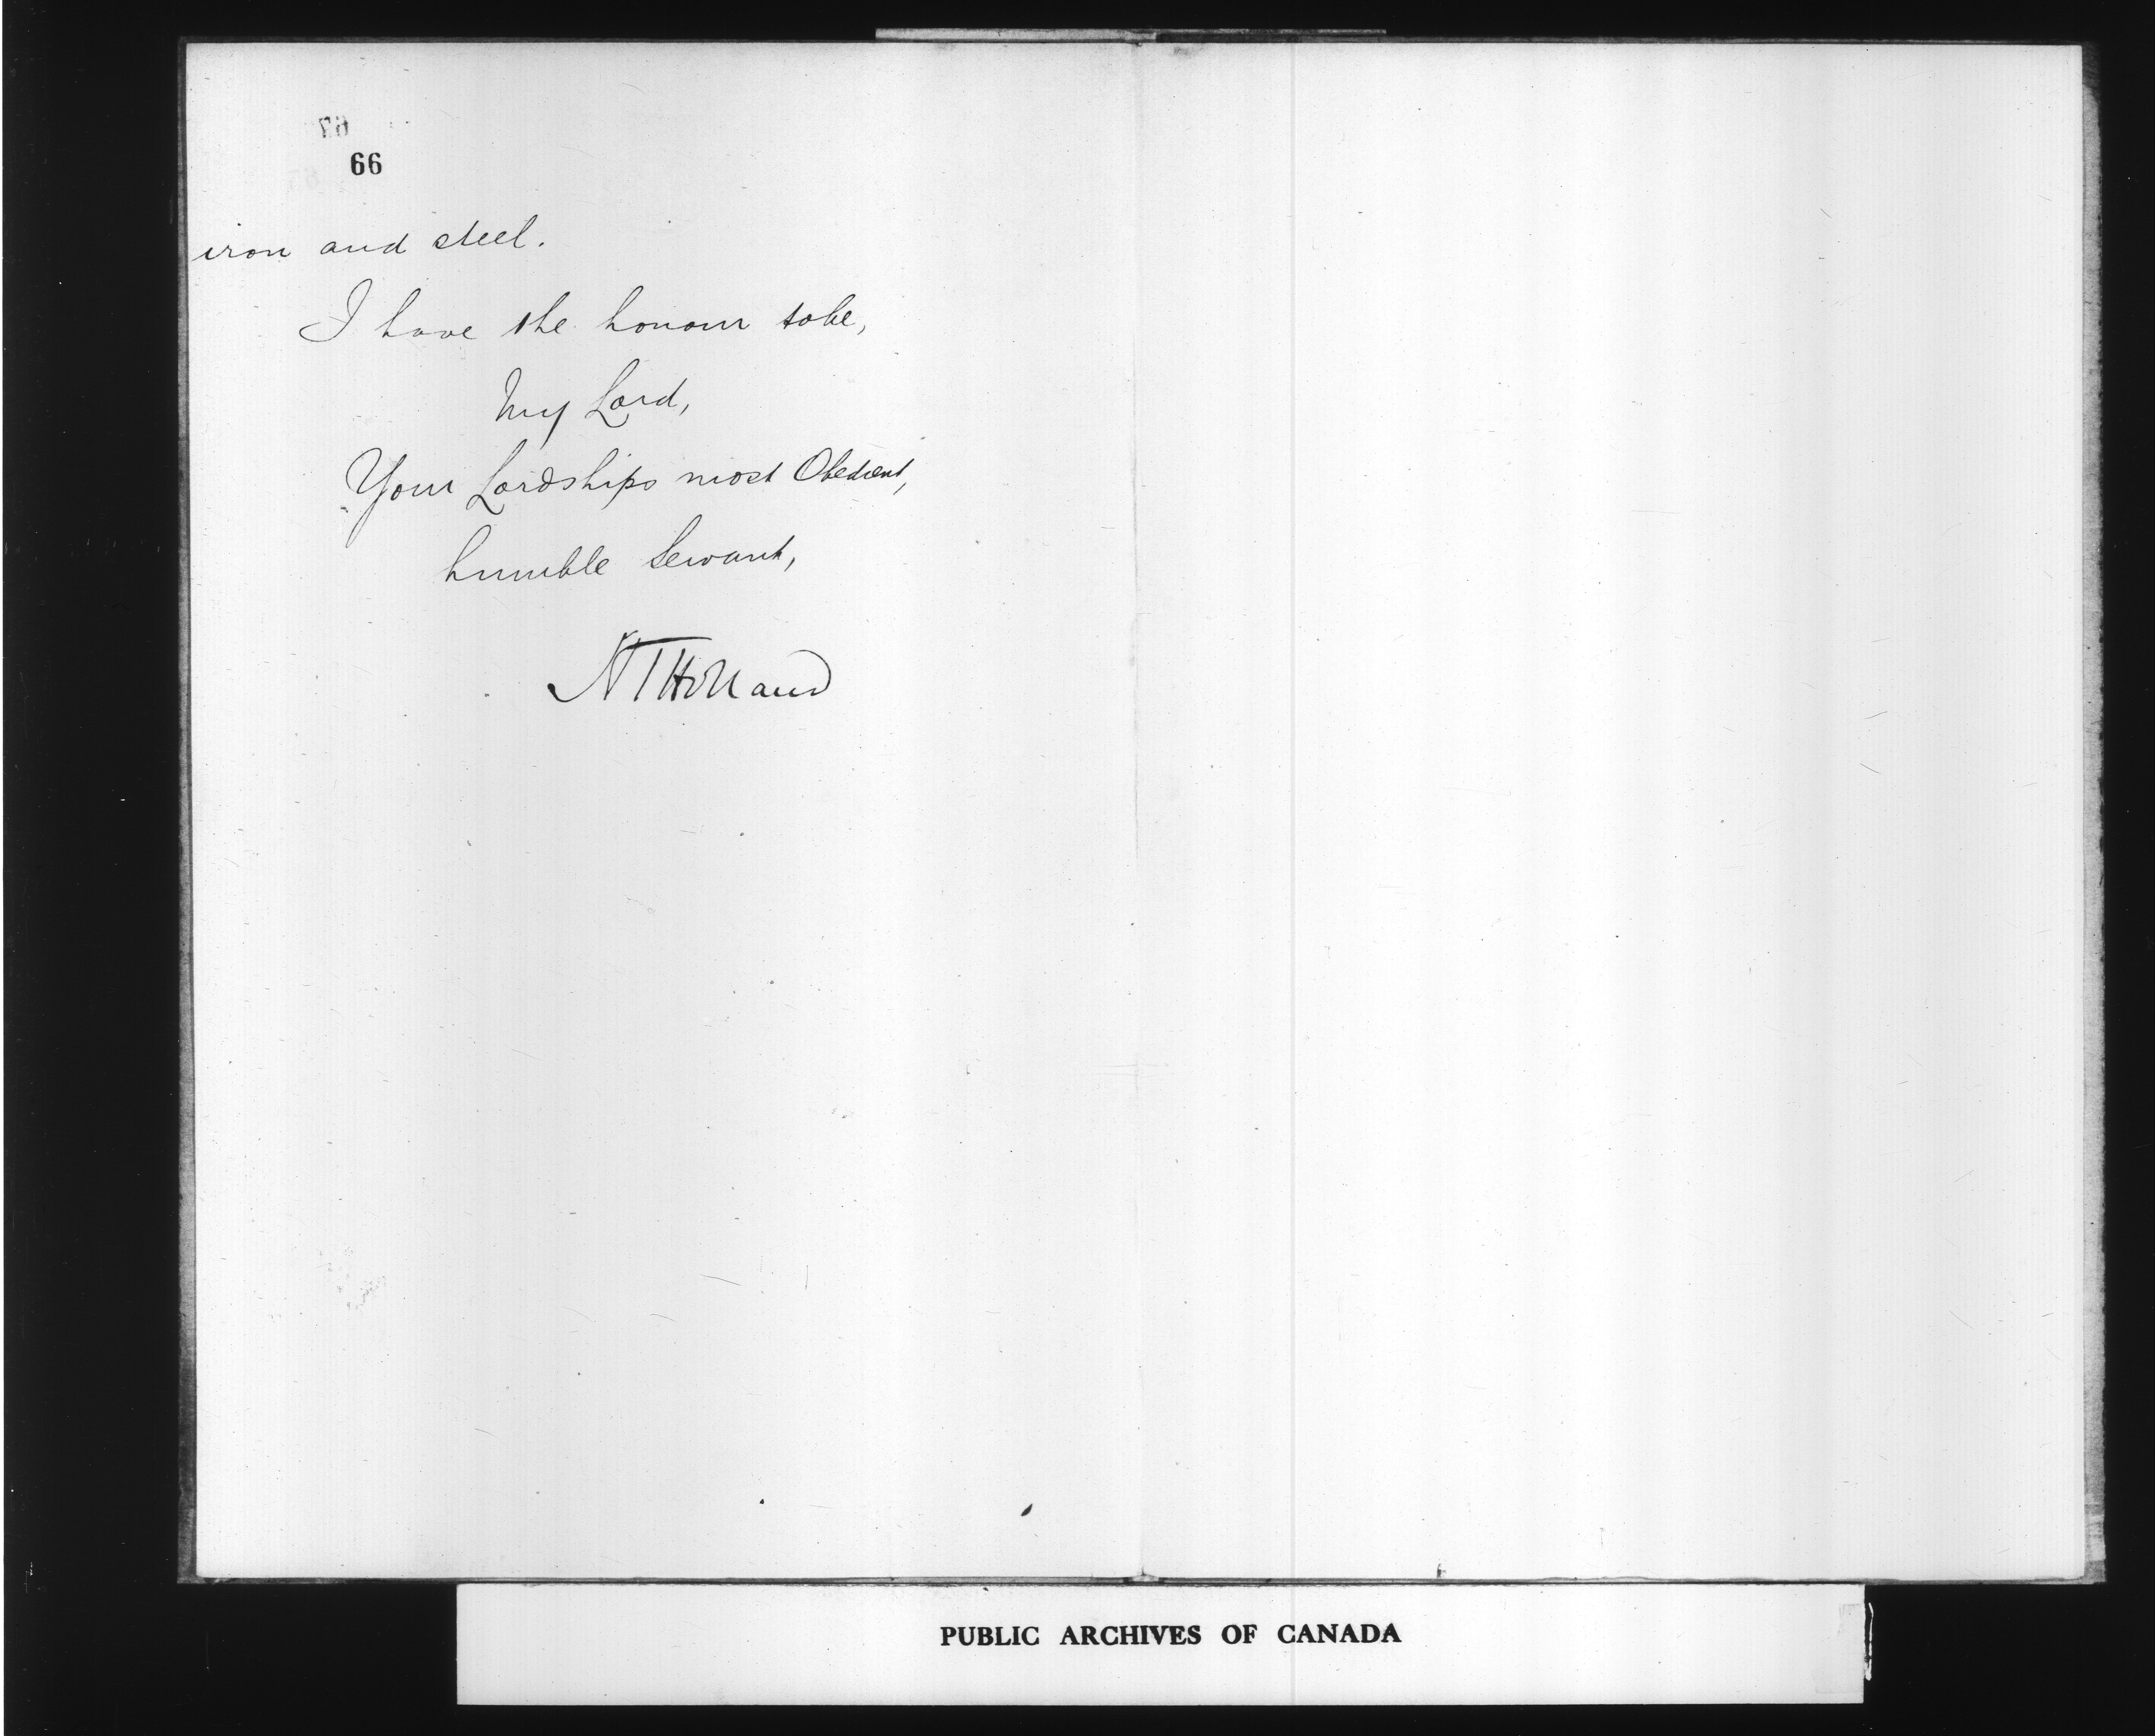 66
iron and steel.
I have the honour to be,
My Lord,
Your Lordships most Obedient,
humble Servant,
HTHolland
PUBLIC ARCHIVES OF CANADA